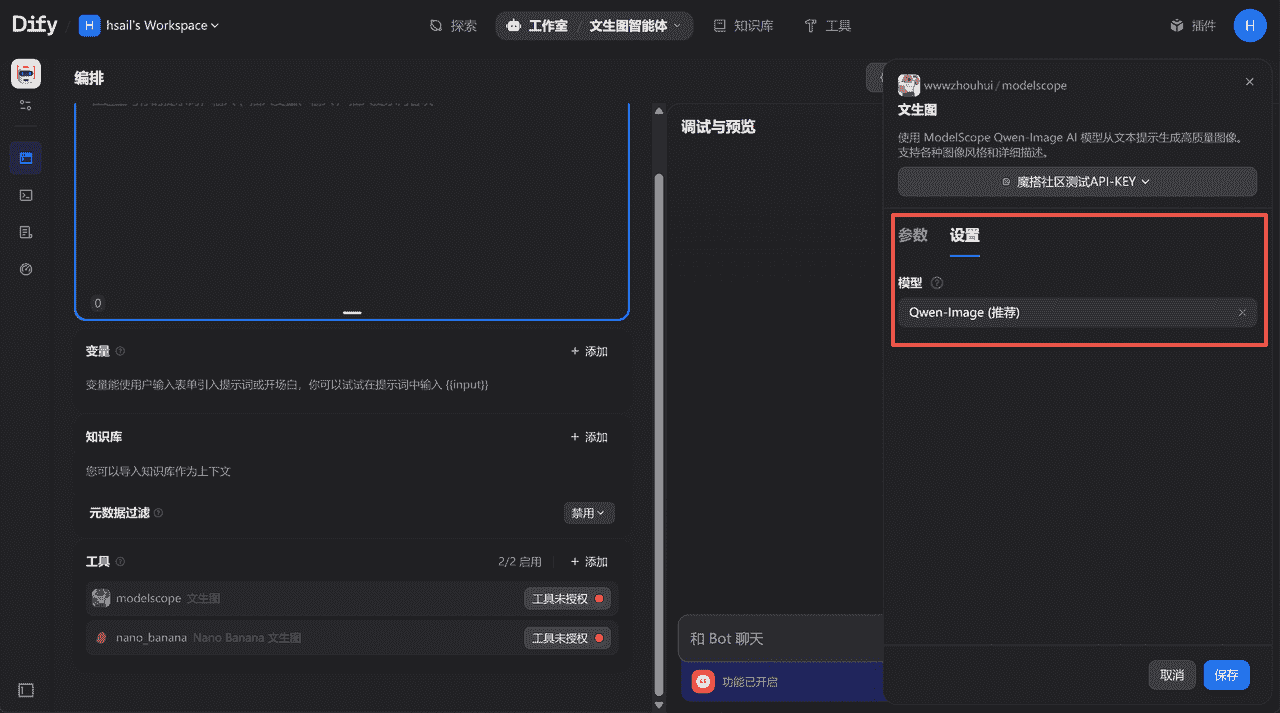 Dify / H hsail's Workspace
探索
工作室 / 文生图智能体
知识库
工具
插件
H
编排
0
变量
+ 添加
变量能使用户输入表单引入提示词或开场白，你可以试试在提示词中输入 {{input}}
知识库
+ 添加
您可以导入知识库作为上下文
元数据过滤
禁用
工具
2/2 启用
+ 添加
modelscope 文生图
工具未授权
nano_banana Nano Banana 文生图
工具未授权
调试与预览
和 Bot 聊天
功能已开启
wwwzhouhui / modelscope
文生图
使用 ModelScope Qwen-Image AI 模型从文本提示生成高质量图像。
支持各种图像风格和详细描述。
魔搭社区测试API-KEY
参数 设置
模型
Qwen-Image (推荐)
取消
保存